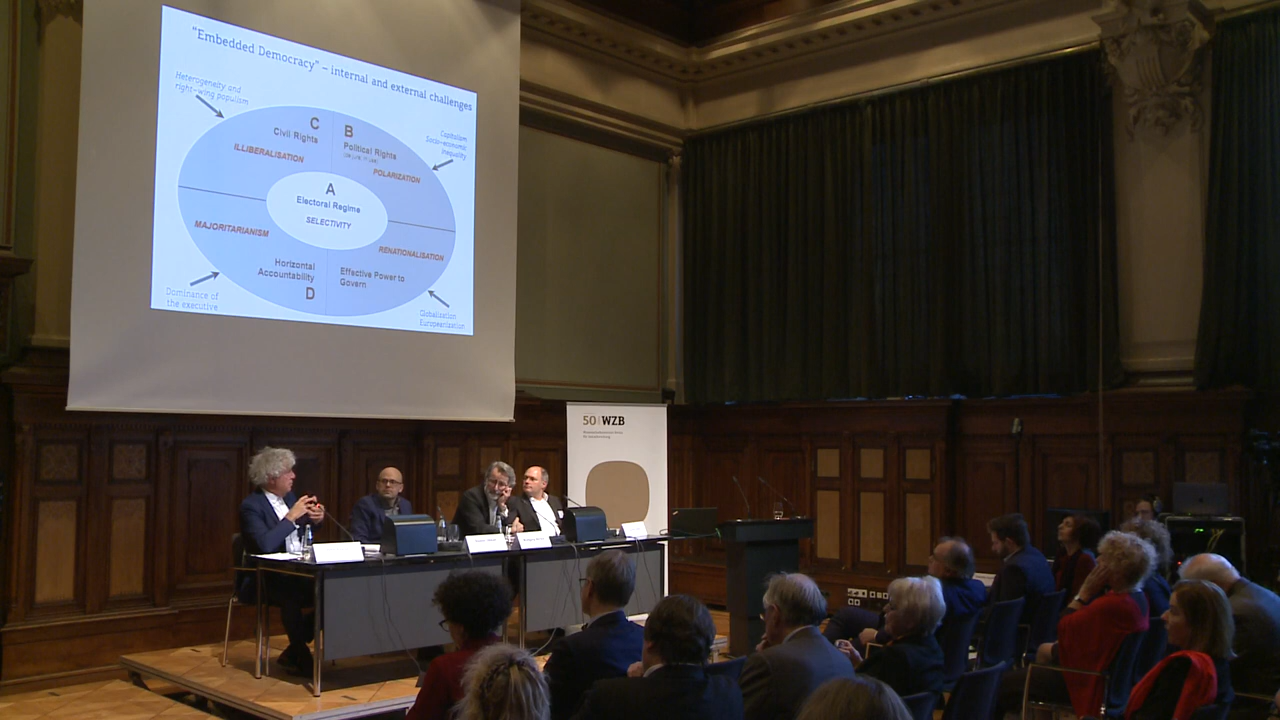 "Embedded Democracy" – internal and external challenges
Heterogeneity and
right-wing populism
Capitalism
Socio-economic
inequality
C
Civil Rights
ILLIBERALISATION
B
Political Rights
POLARIZATION
A
Electoral Regime
SELECTIVITY
MAJORITARIANISM
RENATIONALISATION
Horizontal
Accountability
D
Effective Power to
Govern
Dominance of
the executive
Globalization
Europeanization
50 WZB